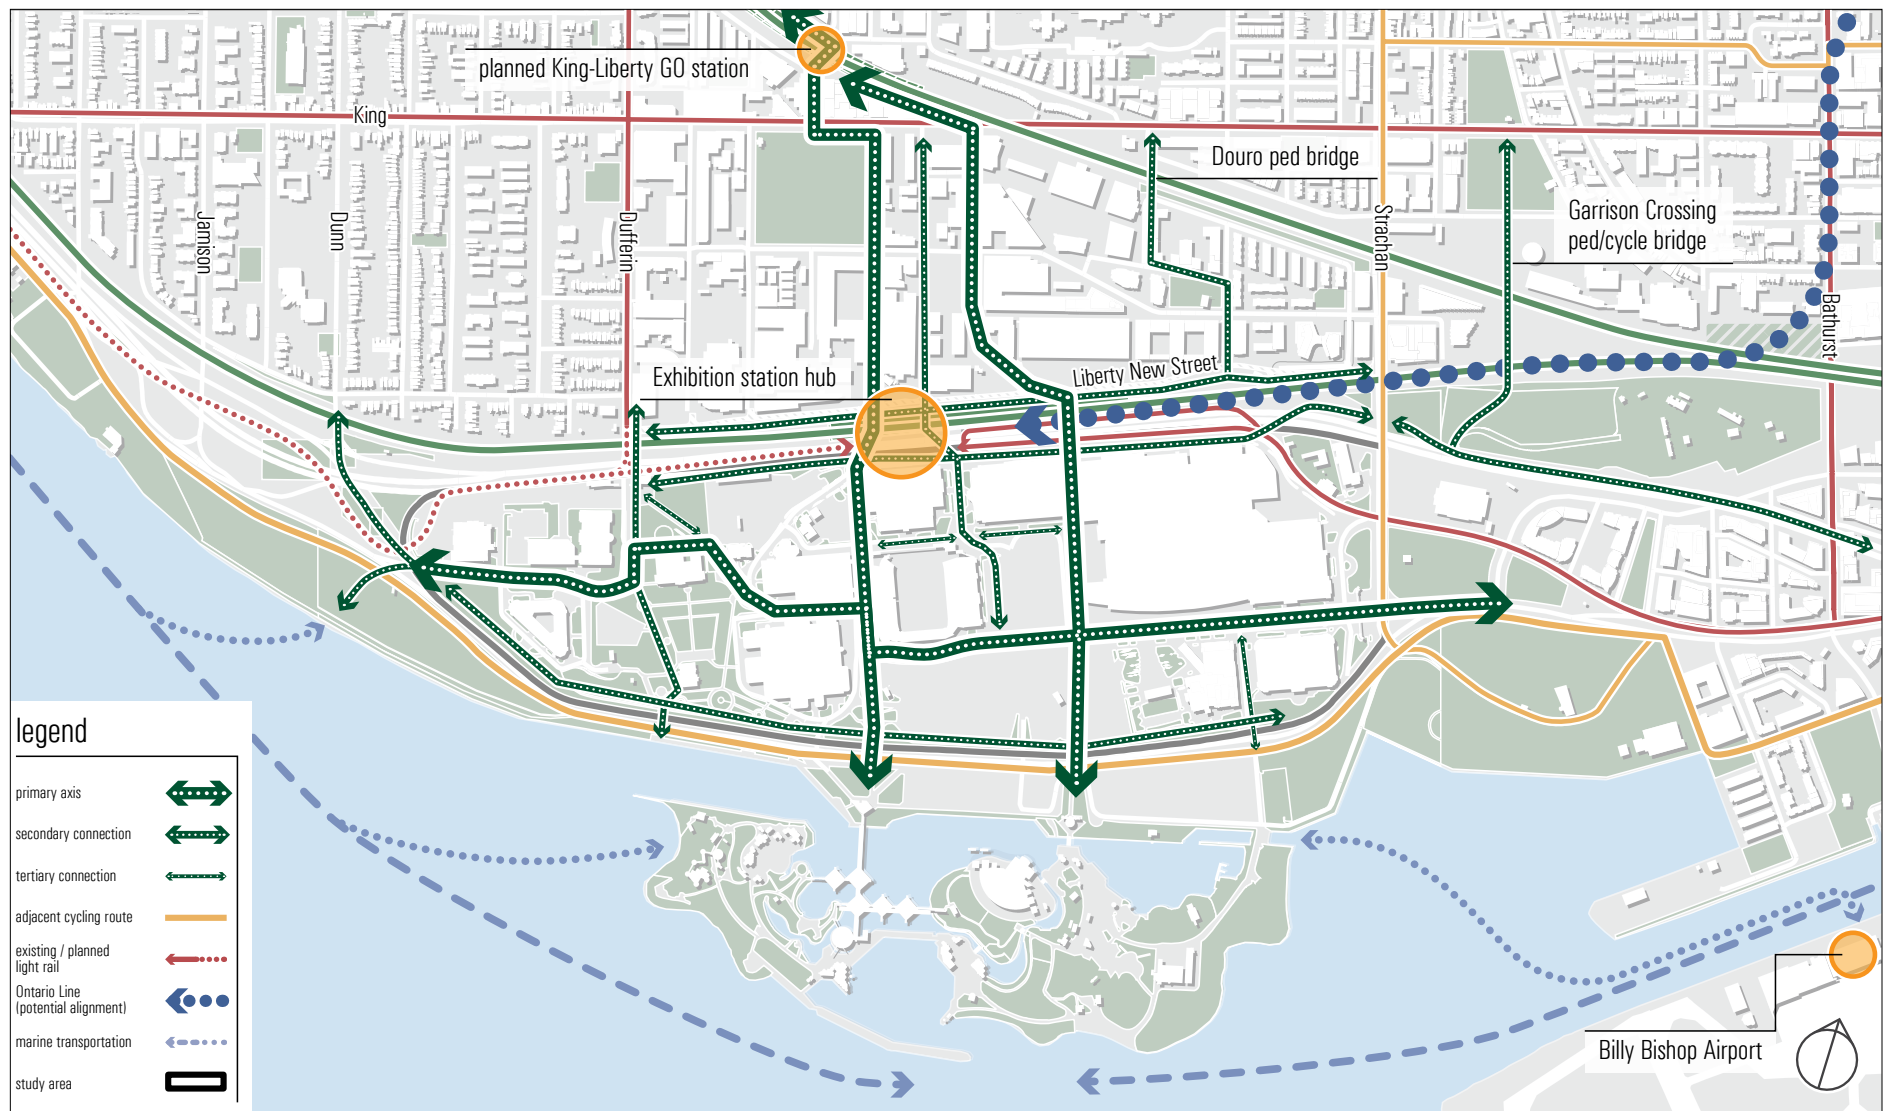 planned King-Liberty GO station
King
Douro ped bridge
Garrison Crossing
ped/cycle bridge
Jamison
Dunn
Dufferin
Strachan
Bathurst
Exhibition station hub
Liberty New Street
legend
primary axis
secondary connection
tertiary connection
adjacent cycling route
existing / planned
light rail
Ontario Line
(potential alignment)
marine transportation
study area
Billy Bishop Airport